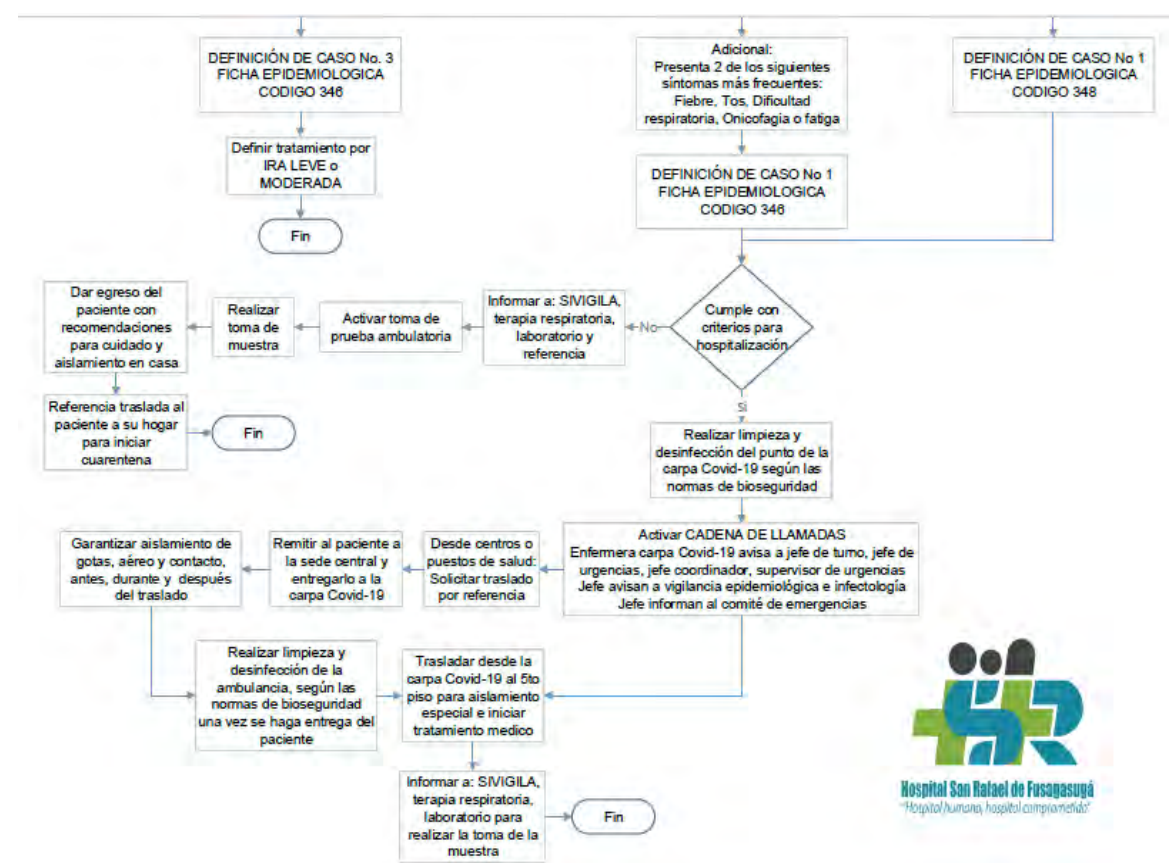 DEFINICIÓN DE CASO No. 3
FICHA EPIDEMIOLOGICA
CODIGO 346
Adicional:
Presenta 2 de los siguientes
síntomas más frecuentes:
Fiebre, Tos, Dificultad
respiratoria, Onicofagia o fatiga
DEFINICIÓN DE CASO No 1
FICHA EPIDEMIOLOGICA
CODIGO 348
Definir tratamiento por
IRA LEVE o
MODERADA
DEFINICIÓN DE CASO No 1
FICHA EPIDEMIOLOGICA
CODIGO 346
Fin
Cumple con
criterios para
hospitalización
No
Informar a: SIVIGILA,
terapia respiratoria,
laboratorio y
referencia
Activar toma de
prueba ambulatoria
Realizar
toma de
muestra
Dar egreso del
paciente con
recomendaciones
para cuidado y
aislamiento en casa
Referencia traslada al
paciente a su hogar
para iniciar
cuarentena
Fin
Si
Realizar limpieza y
desinfección del punto de la
carpa Covid-19 según las
normas de bioseguridad
Activar CADENA DE LLAMADAS
Enfermera carpa Covid-19 avisa a jefe de turno, jefe de
urgencias, jefe coordinador, supervisor de urgencias
Jefe avisan a vigilancia epidemiológica e infectología
Jefe informan al comité de emergencias
Desde centros o
puestos de salud:
Solicitar traslado
por referencia
Remitir al paciente a
la sede central y
entregarlo a la
carpa Covid-19
Garantizar aislamiento de
gotas, aéreo y contacto,
antes, durante y después
del traslado
Realizar limpieza y
desinfección de la
ambulancia, según las
normas de bioseguridad
una vez se haga entrega del
paciente
Trasladar desde la
carpa Covid-19 al 5to
piso para aislamiento
especial e iniciar
tratamiento medico
Informar a: SIVIGILA,
terapia respiratoria,
laboratorio para
realizar la toma de la
muestra
Fin
Hospital San Rafael de Fusagasugá
"Hospital humano, hospital comprometido"